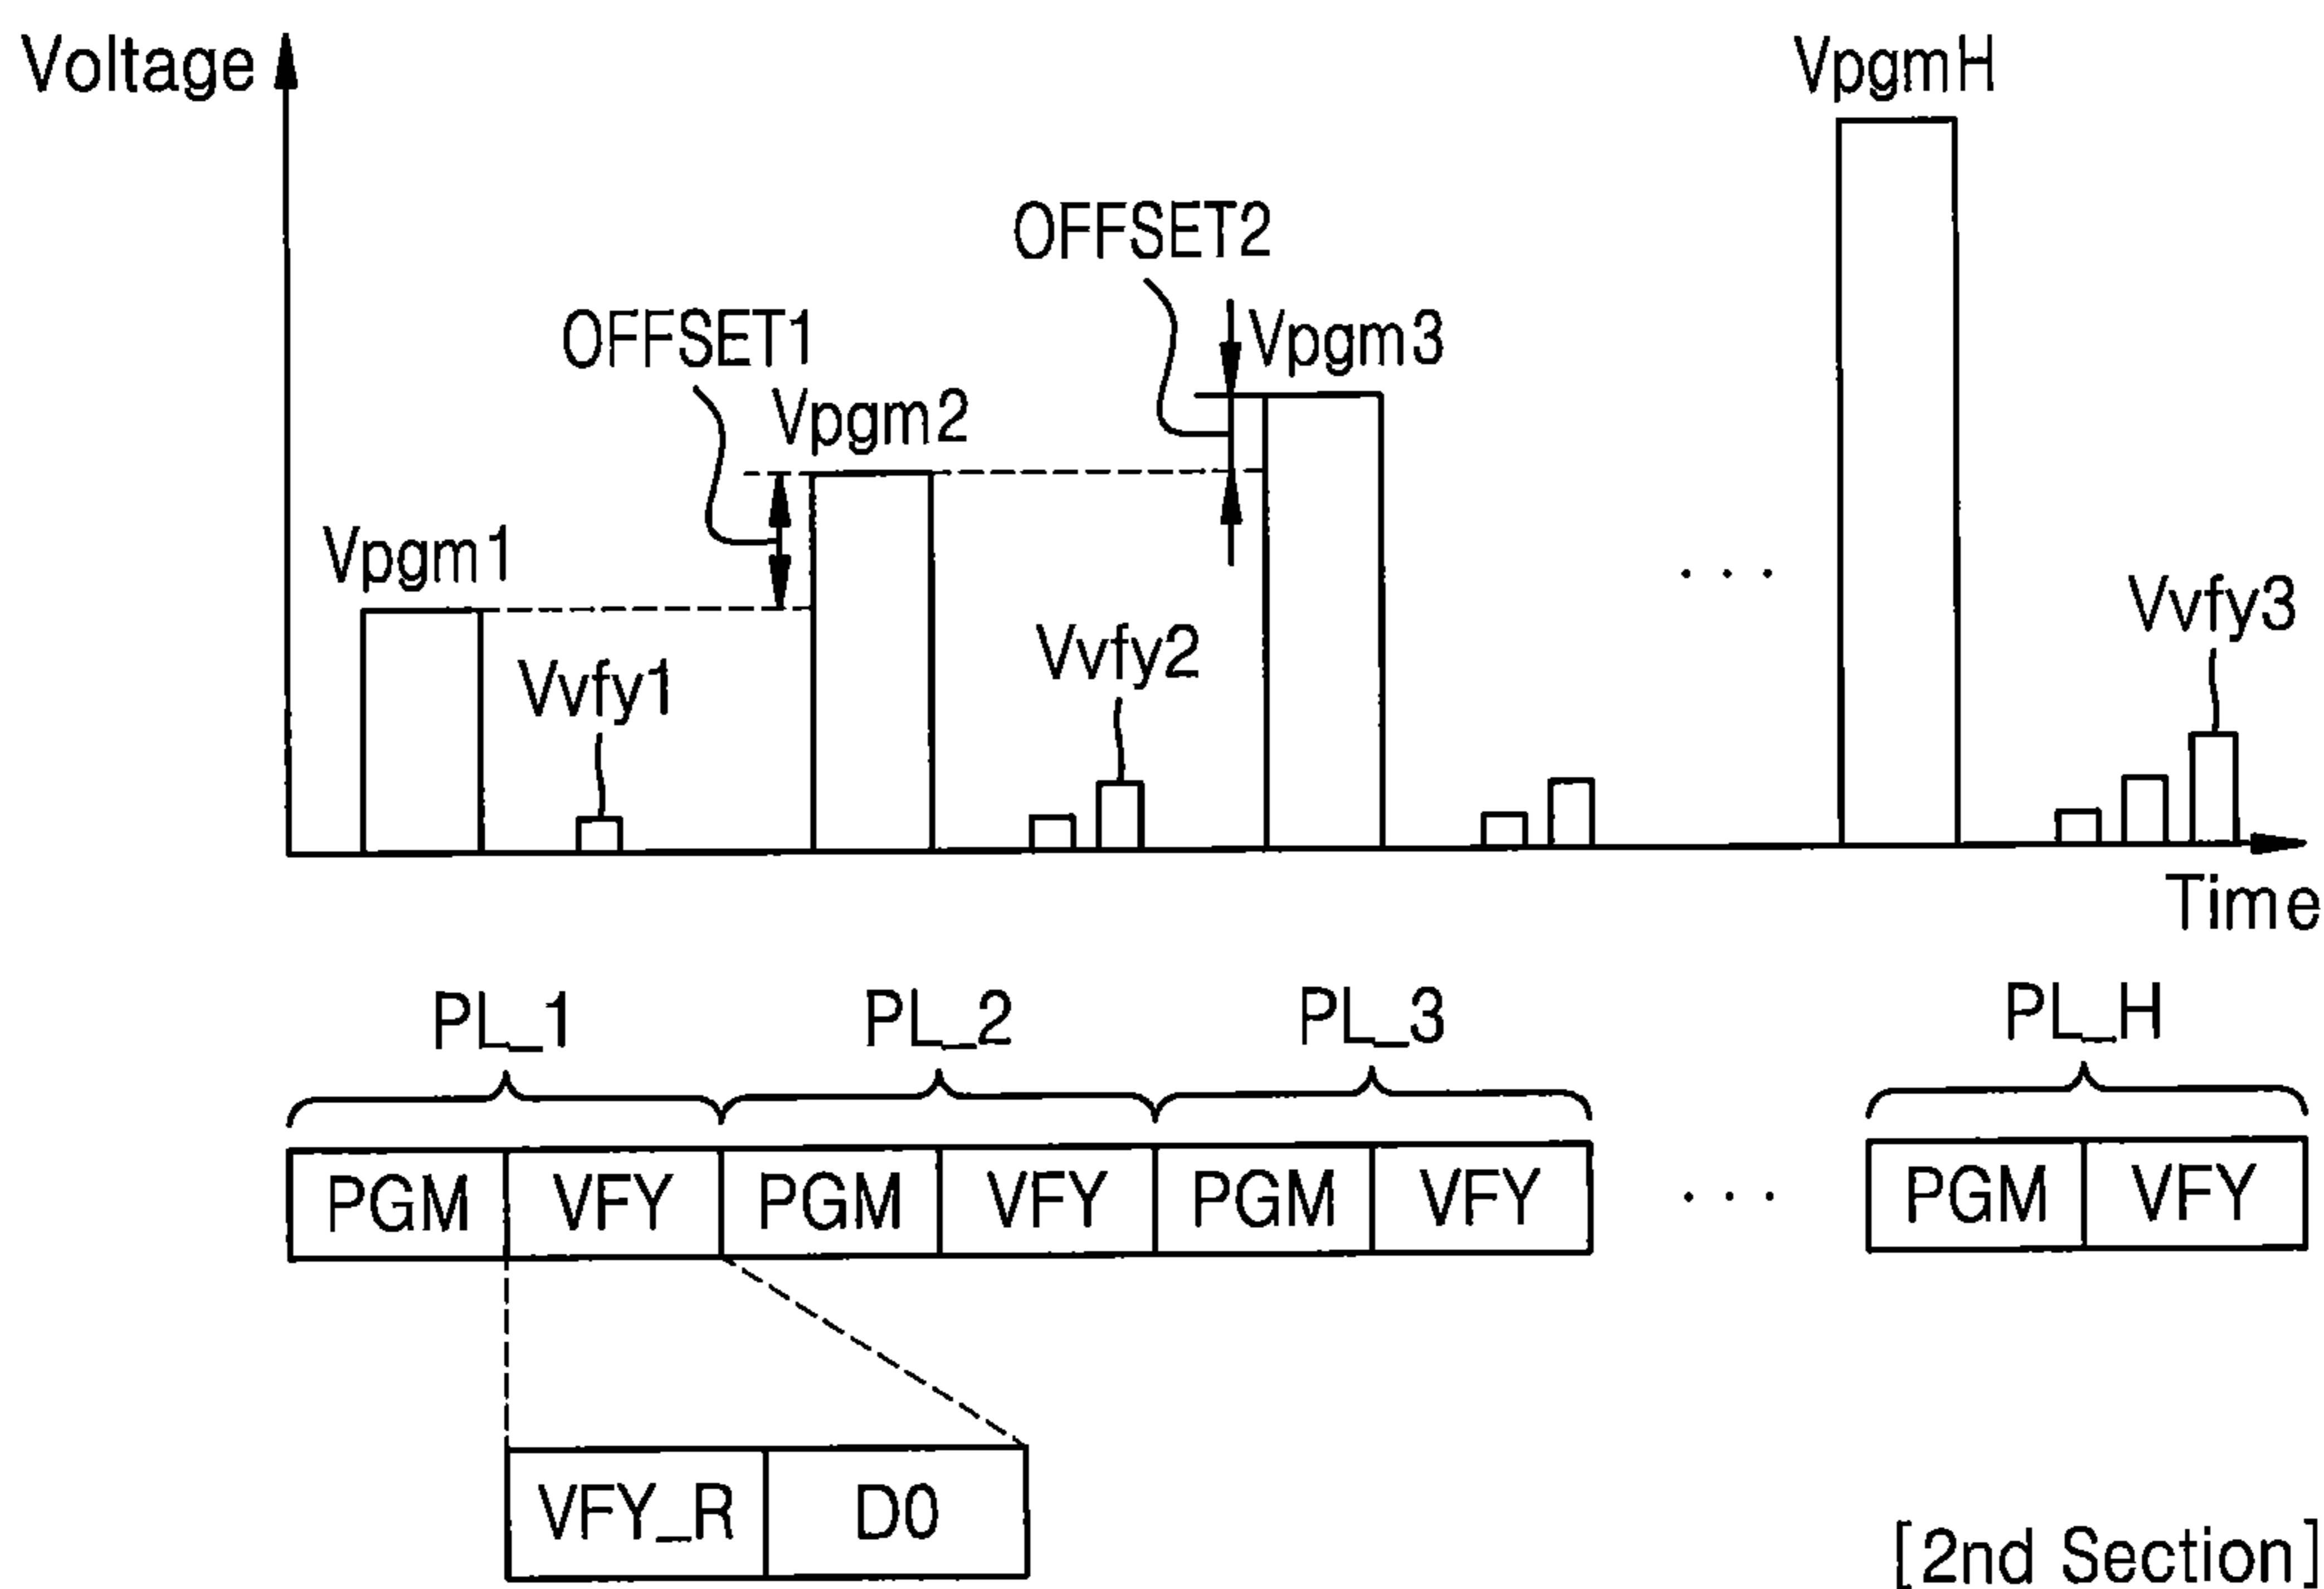 Voltage
VpgmH
OFFSET2
OFFSET1
Vpgm3
Vpgm2
Vpgm1
. . .
Vvfy3
Vvfy2
Vvfy1
Time
PL_1 PL_2 PL_3 PL_H
PGM VFY PGM VFY PGM VFY . . . PGM VFY
VFY_R D0
[2nd Section]